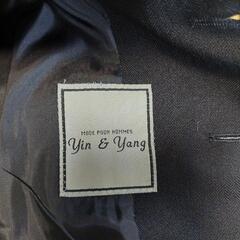 MODE POUR HOMMES
Yin & Yang